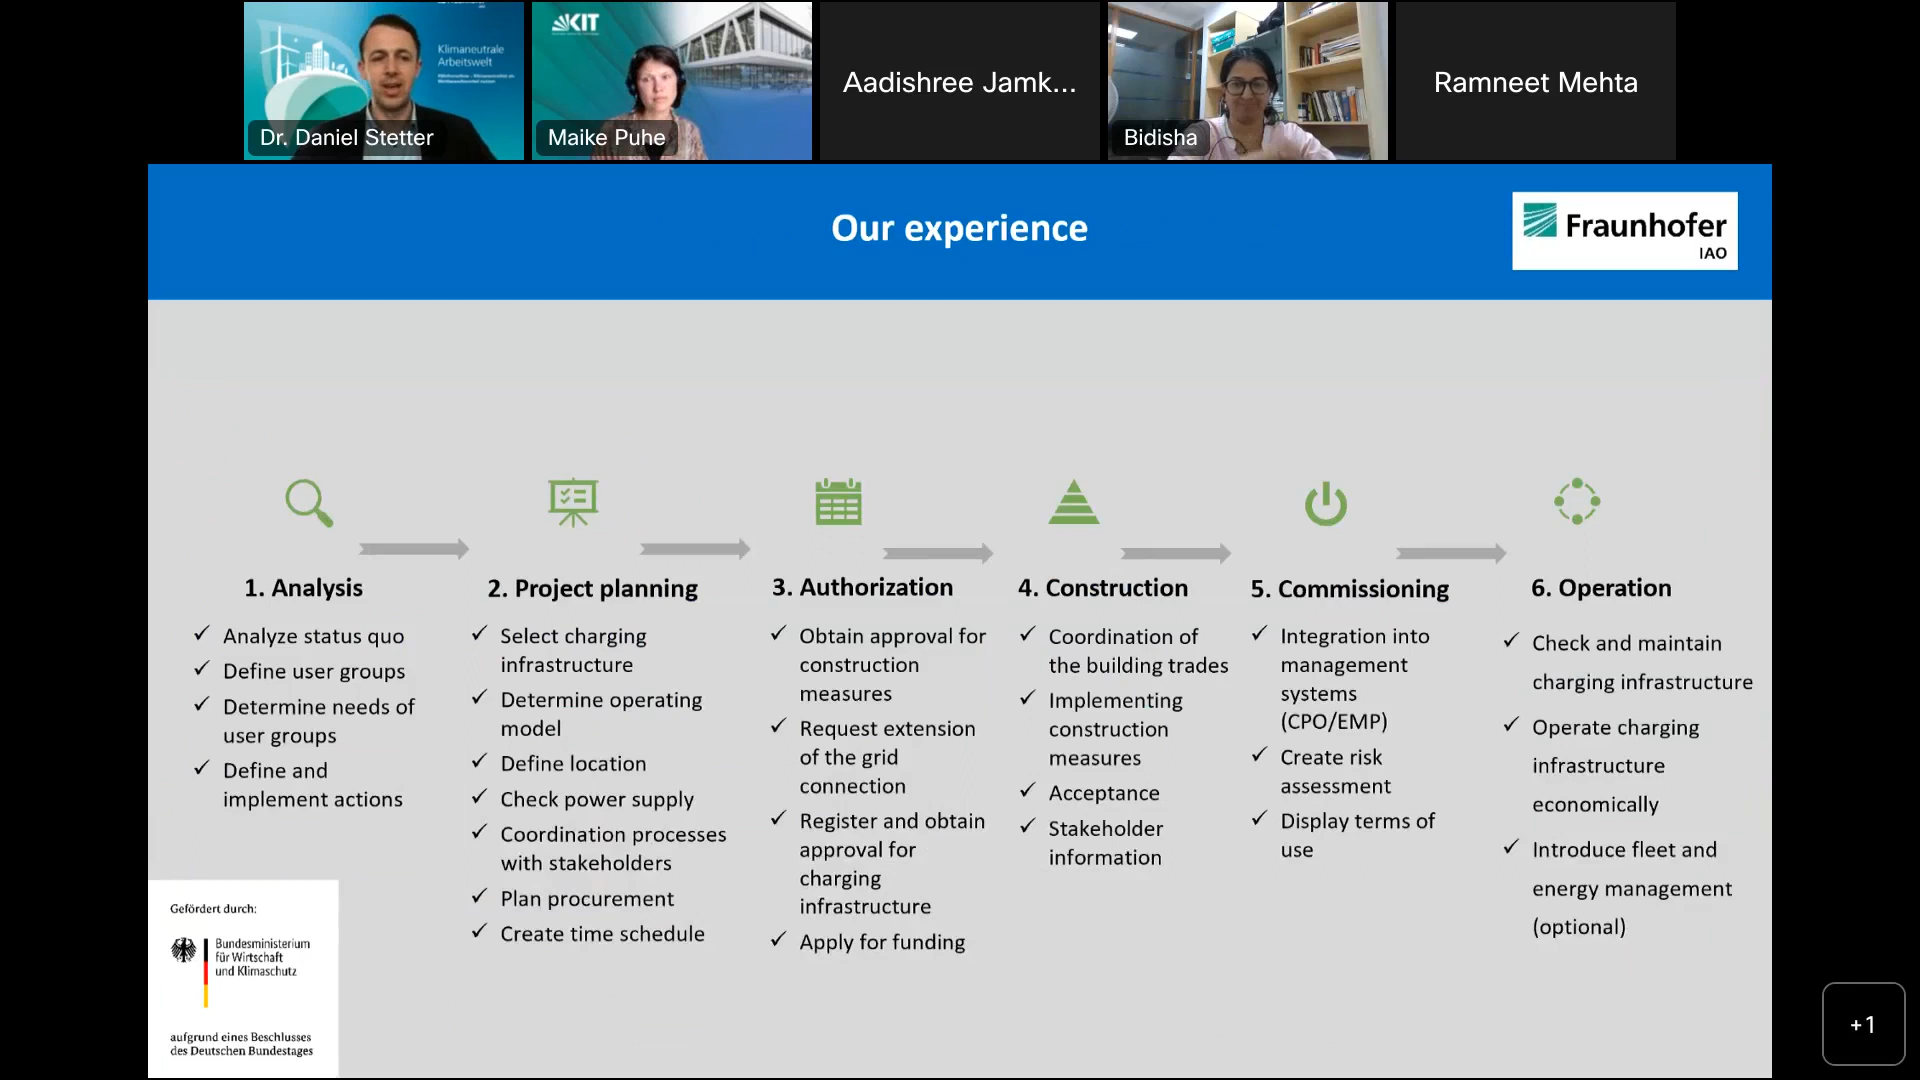 Klimaneutrale
Arbeitswelt
KIT
Dr. Daniel Stetter
Maike Puhe
Aadishree Jamk...
Bidisha
Ramneet Mehta
Our experience
Fraunhofer
IAO
1. Analysis
✓ Analyze status quo
✓ Define user groups
✓ Determine needs of
user groups
✓ Define and
implement actions
2. Project planning
✓ Select charging
infrastructure
✓ Determine operating
model
✓ Define location
✓ Check power supply
✓ Coordination processes
with stakeholders
✓ Plan procurement
✓ Create time schedule
3. Authorization
✓ Obtain approval for
construction
measures
✓ Request extension
of the grid
connection
✓ Register and obtain
approval for
charging
infrastructure
✓ Apply for funding
4. Construction
✓ Coordination of
the building trades
✓ Implementing
construction
measures
✓ Acceptance
✓ Stakeholder
information
5. Commissioning
✓ Integration into
management
systems
(CPO/EMP)
✓ Create risk
assessment
✓ Display terms of
use
6. Operation
✓ Check and maintain
charging infrastructure
✓ Operate charging
infrastructure
economically
✓ Introduce fleet and
energy management
(optional)
Gefördert durch:
Bundesministerium
für Wirtschaft
und Klimaschutz
aufgrund eines Beschlusses
des Deutschen Bundestages
+1